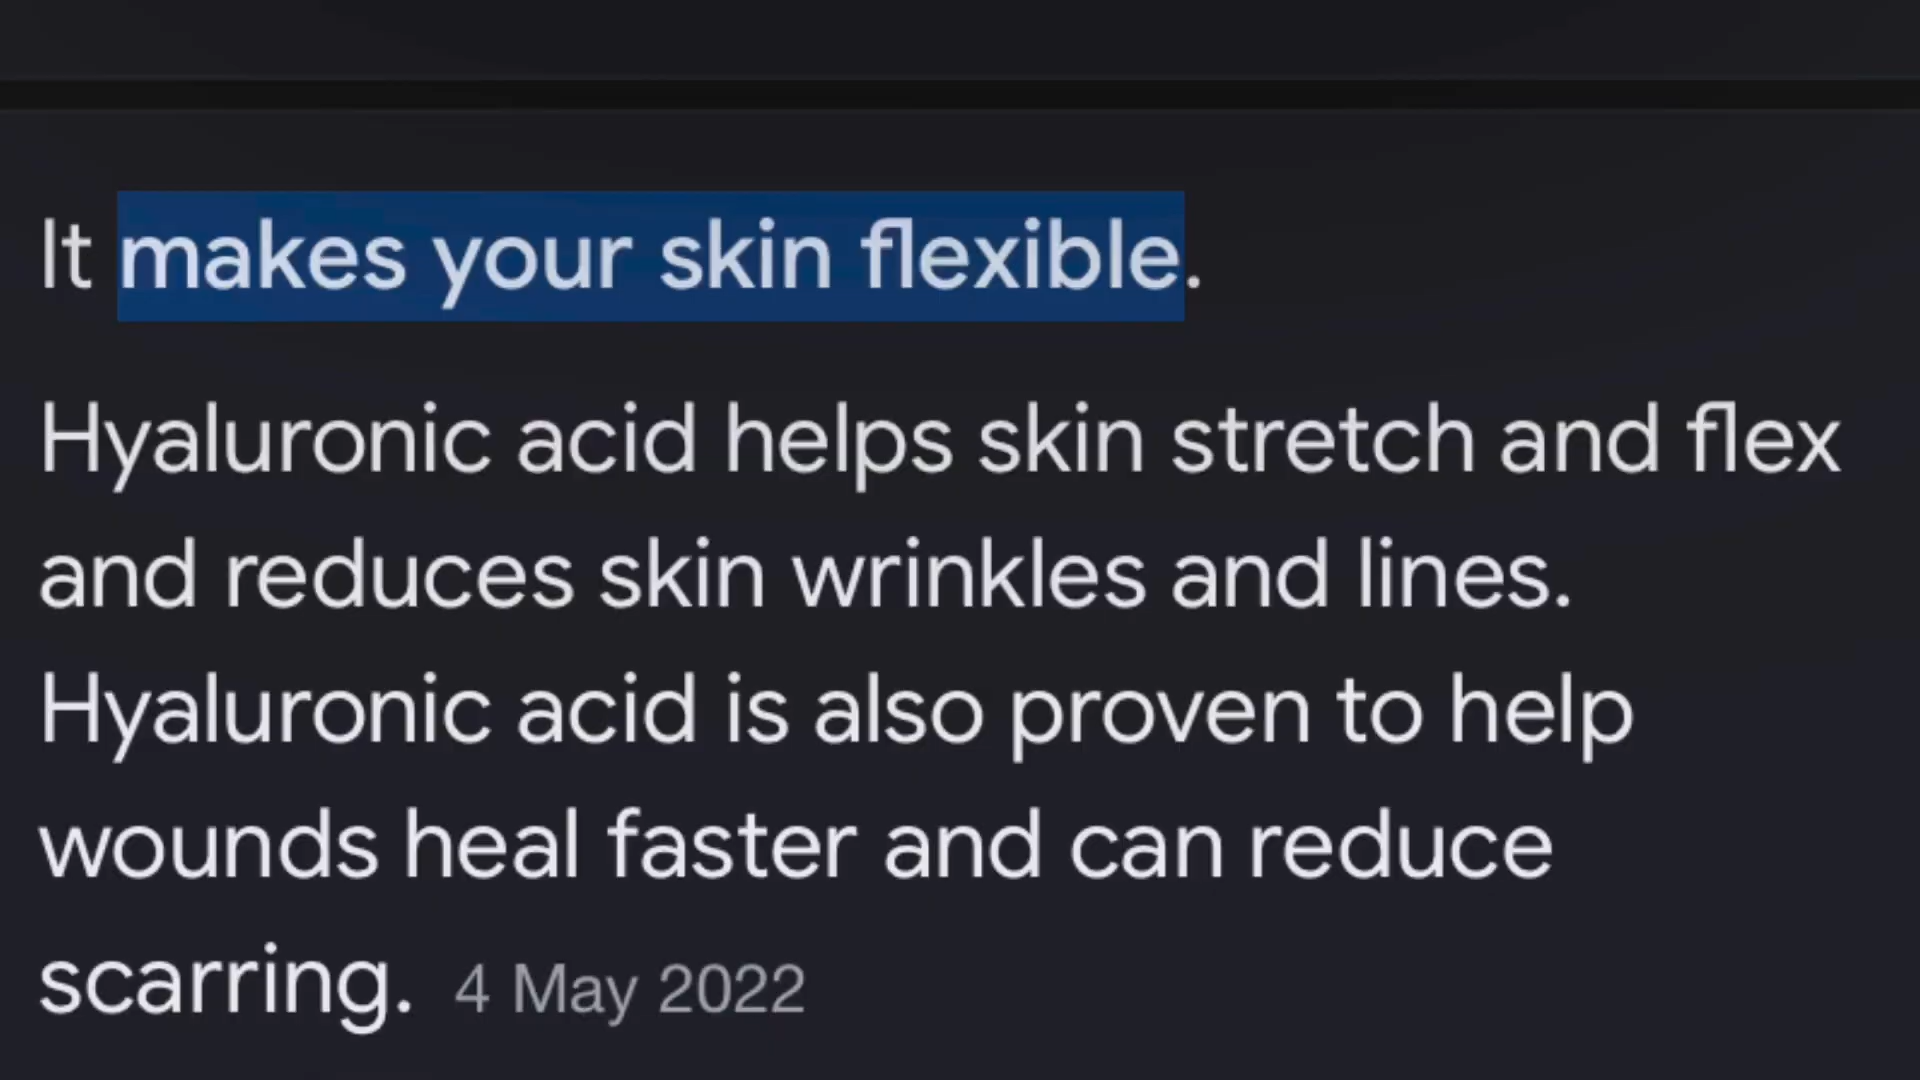 It makes your skin flexible.
Hyaluronic acid helps skin stretch and flex
and reduces skin wrinkles and lines.
Hyaluronic acid is also proven to help
wounds heal faster and can reduce
scarring. 4 May 2022